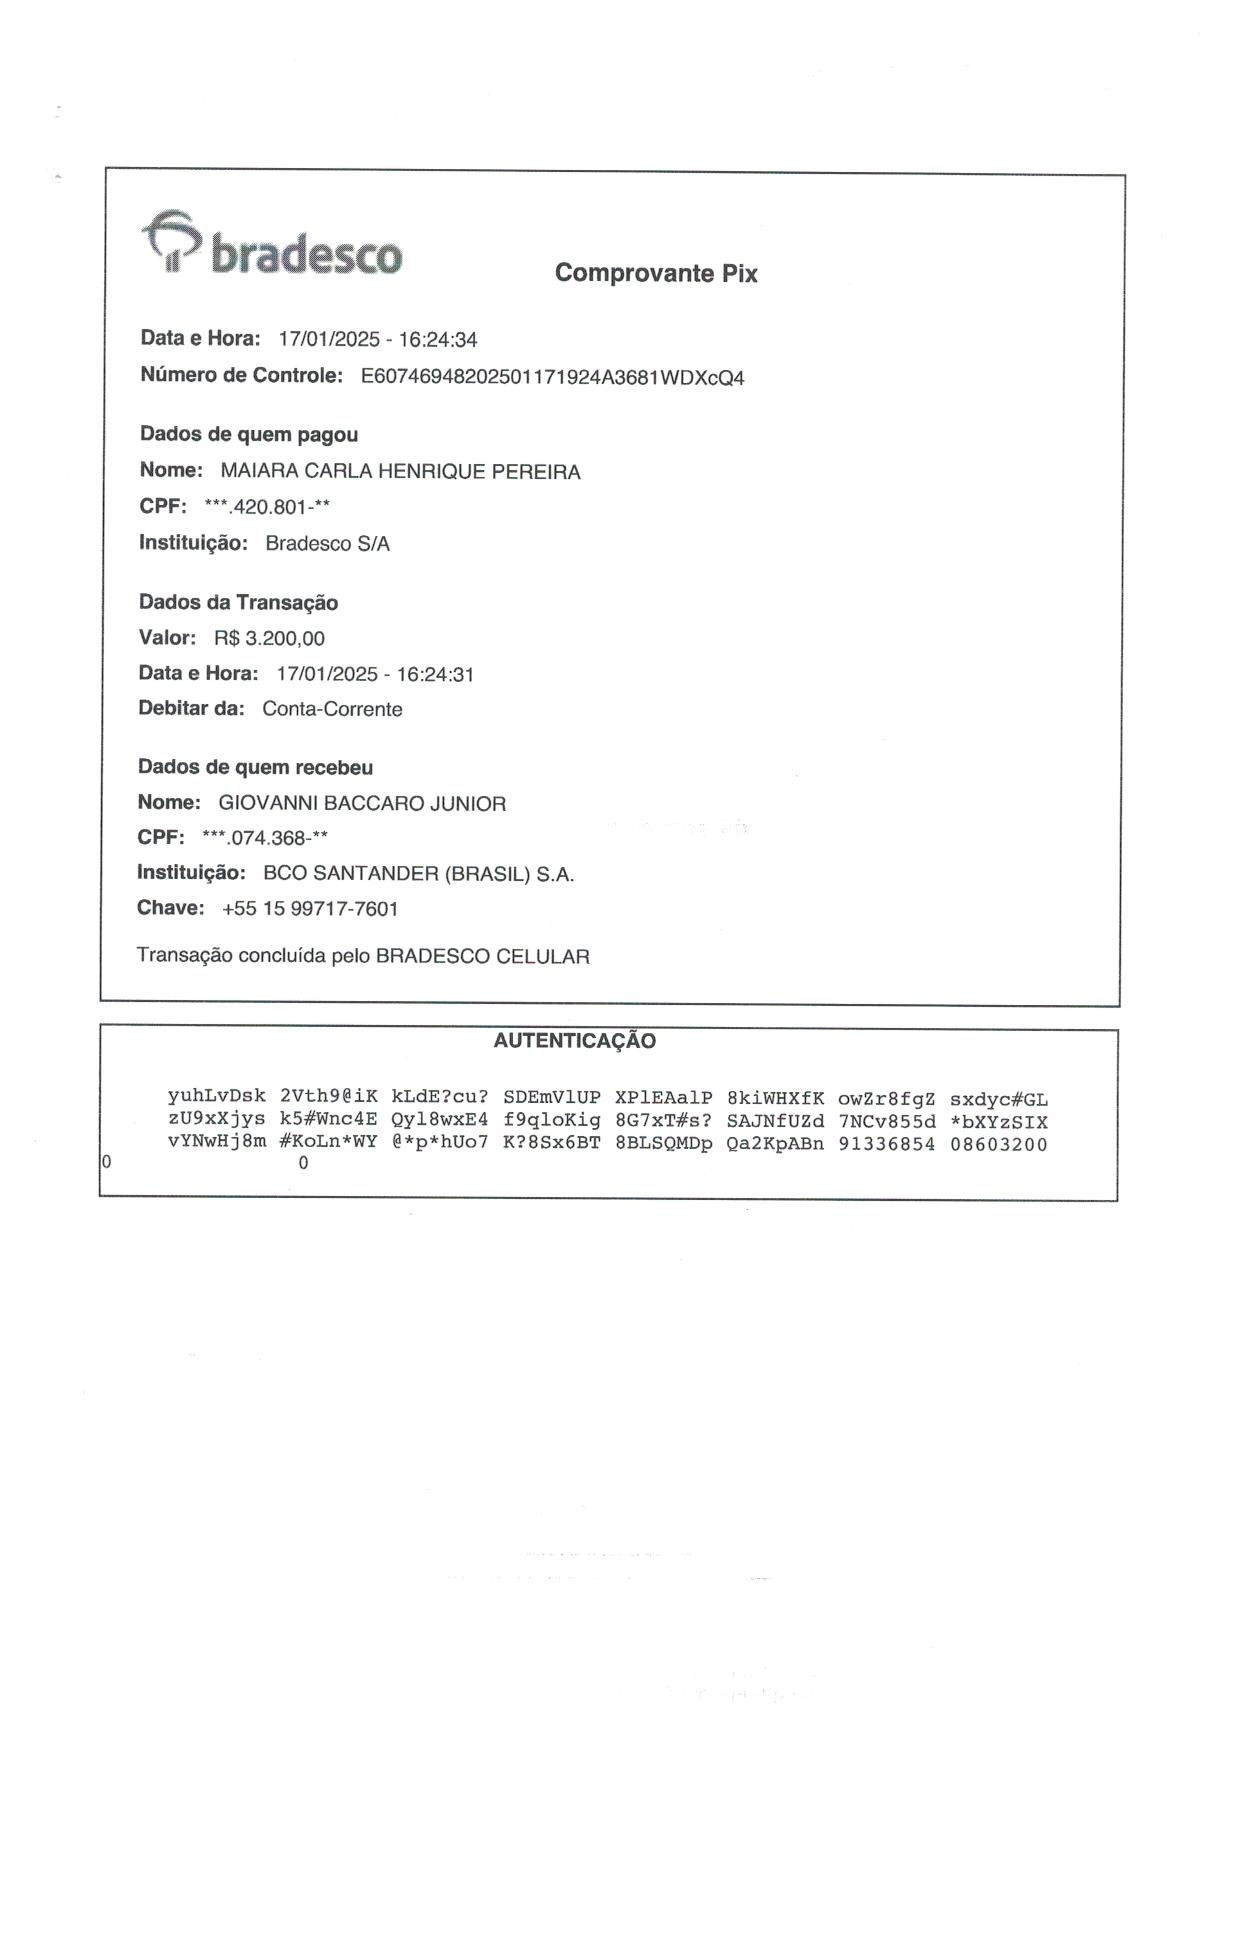 bradesco
Comprovante Pix
Data e Hora: 17/01/2025 - 16:24:34
Número de Controle: E60746948202501171924A3681WDXcQ4
Dados de quem pagou
Nome: MAIARA CARLA HENRIQUE PEREIRA
CPF: ***.420.801-**
Instituição: Bradesco S/A
Dados da Transação
Valor: R$ 3.200,00
Data e Hora: 17/01/2025 - 16:24:31
Debitar da: Conta-Corrente
Dados de quem recebeu
Nome: GIOVANNI BACCARO JUNIOR
CPF: ***.074.368-**
Instituição: BCO SANTANDER (BRASIL) S.A.
Chave: +55 15 99717-7601
Transação concluída pelo BRADESCO CELULAR
AUTENTICAÇÃO
yuhLvDsk 2Vth9@iK kLdE?cu? SDEmVlUP XPlEAalP 8kiWHXfK owZr8fgZ sxdyc#GL
zU9xXjys k5#Wnc4E Qyl8wxE4 f9qloKig 8G7xT#s? SAJNfUZd 7NCv855d *bXYzSIX
vYNwHj8m #KoLn*WY @*p*hUo7 K?8Sx6BT 8BLSQMDp Qa2KpABn 91336854 08603200
0 0